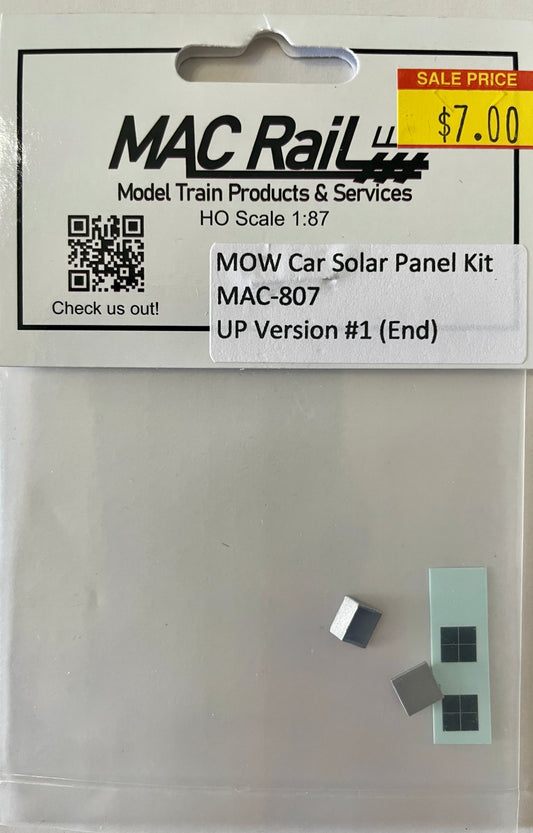 SALE PRICE
$7.00
MAC Rail
Model Train Products & Services
HO Scale 1:87
MOW Car Solar Panel Kit
MAC-807
UP Version #1 (End)
Check us out!